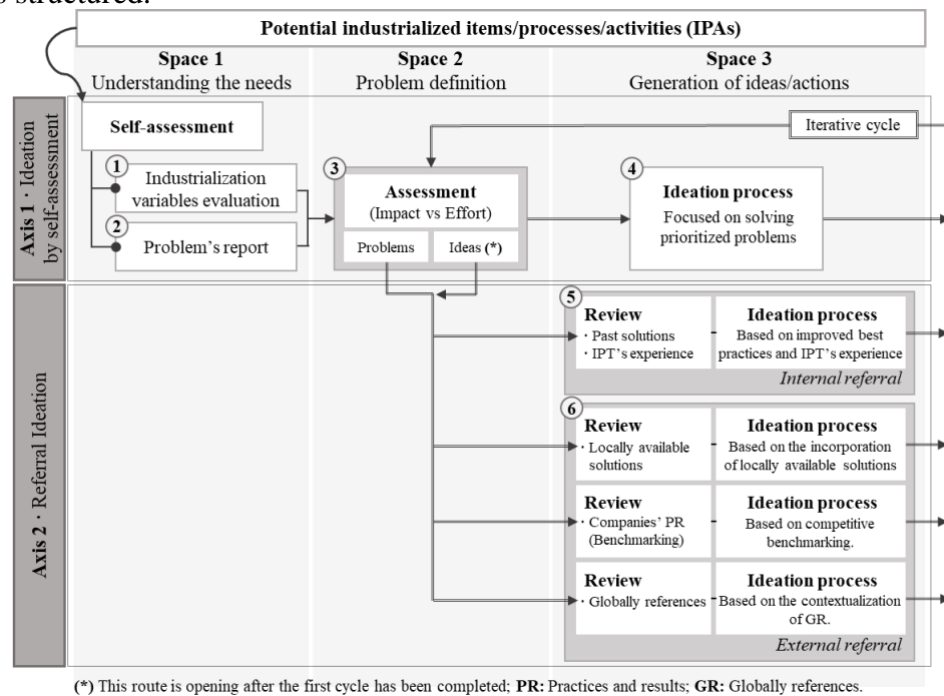 s structured.
Potential industrialized items/processes/activities (IPAs)
Space 1
Understanding the needs
Space 2
Problem definition
Space 3
Generation of ideas/actions
Axis 1 · Ideation
by self-assessment
Self-assessment
Iterative cycle
1
Industrialization
variables evaluation
2
Problem's report
3
Assessment
(Impact vs Effort)
Problems
Ideas (*)
4
Ideation process
Focused on solving
prioritized problems
Axis 2 · Referral Ideation
5
Review
· Past solutions
· IPT's experience
Ideation process
Based on improved best
practices and IPT's experience
Internal referral
6
Review
· Locally available
solutions
Ideation process
Based on the incorporation
of locally available solutions
Review
· Companies' PR
(Benchmarking)
Ideation process
Based on competitive
benchmarking.
Review
· Globally references
Ideation process
Based on the contextualization
of GR.
External referral
(*) This route is opening after the first cycle has been completed; PR: Practices and results; GR: Globally references.